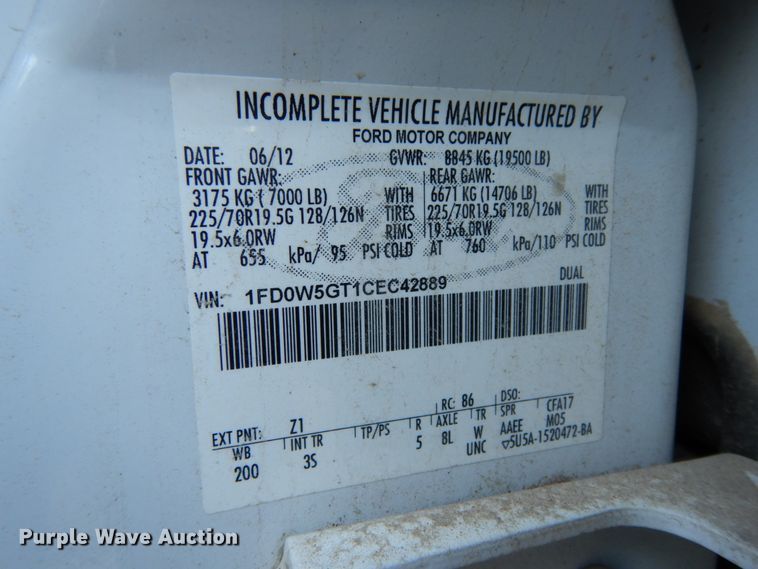 INCOMPLETE VEHICLE MANUFACTURED BY
FORD MOTOR COMPANY
DATE: 06/12 GVWR: 8845 KG (19500 LB)
FRONT GAWR: REAR GAWR:
3175 KG ( 7000 LB) WITH 6671 KG (14706 LB) WITH
225/70R19.5G 128/126N TIRES 225/70R19.5G 128/126N TIRES
19.5x6.0RW RIMS 19.5x6.0RW RIMS
AT 655 kPa/ 95 PSI COLD AT 760 kPa/110 PSI COLD
VIN: 1FD0W5GT1CEC42889 DUAL
EXT PNT: Z1 RC: 86 DSO:
WB INT TR TP/PS R AXLE TR SPR CFA17
200 3S 5 8L W AAEE M05
UNC ▽5U5A-1520472-BA
Purple Wave Auction